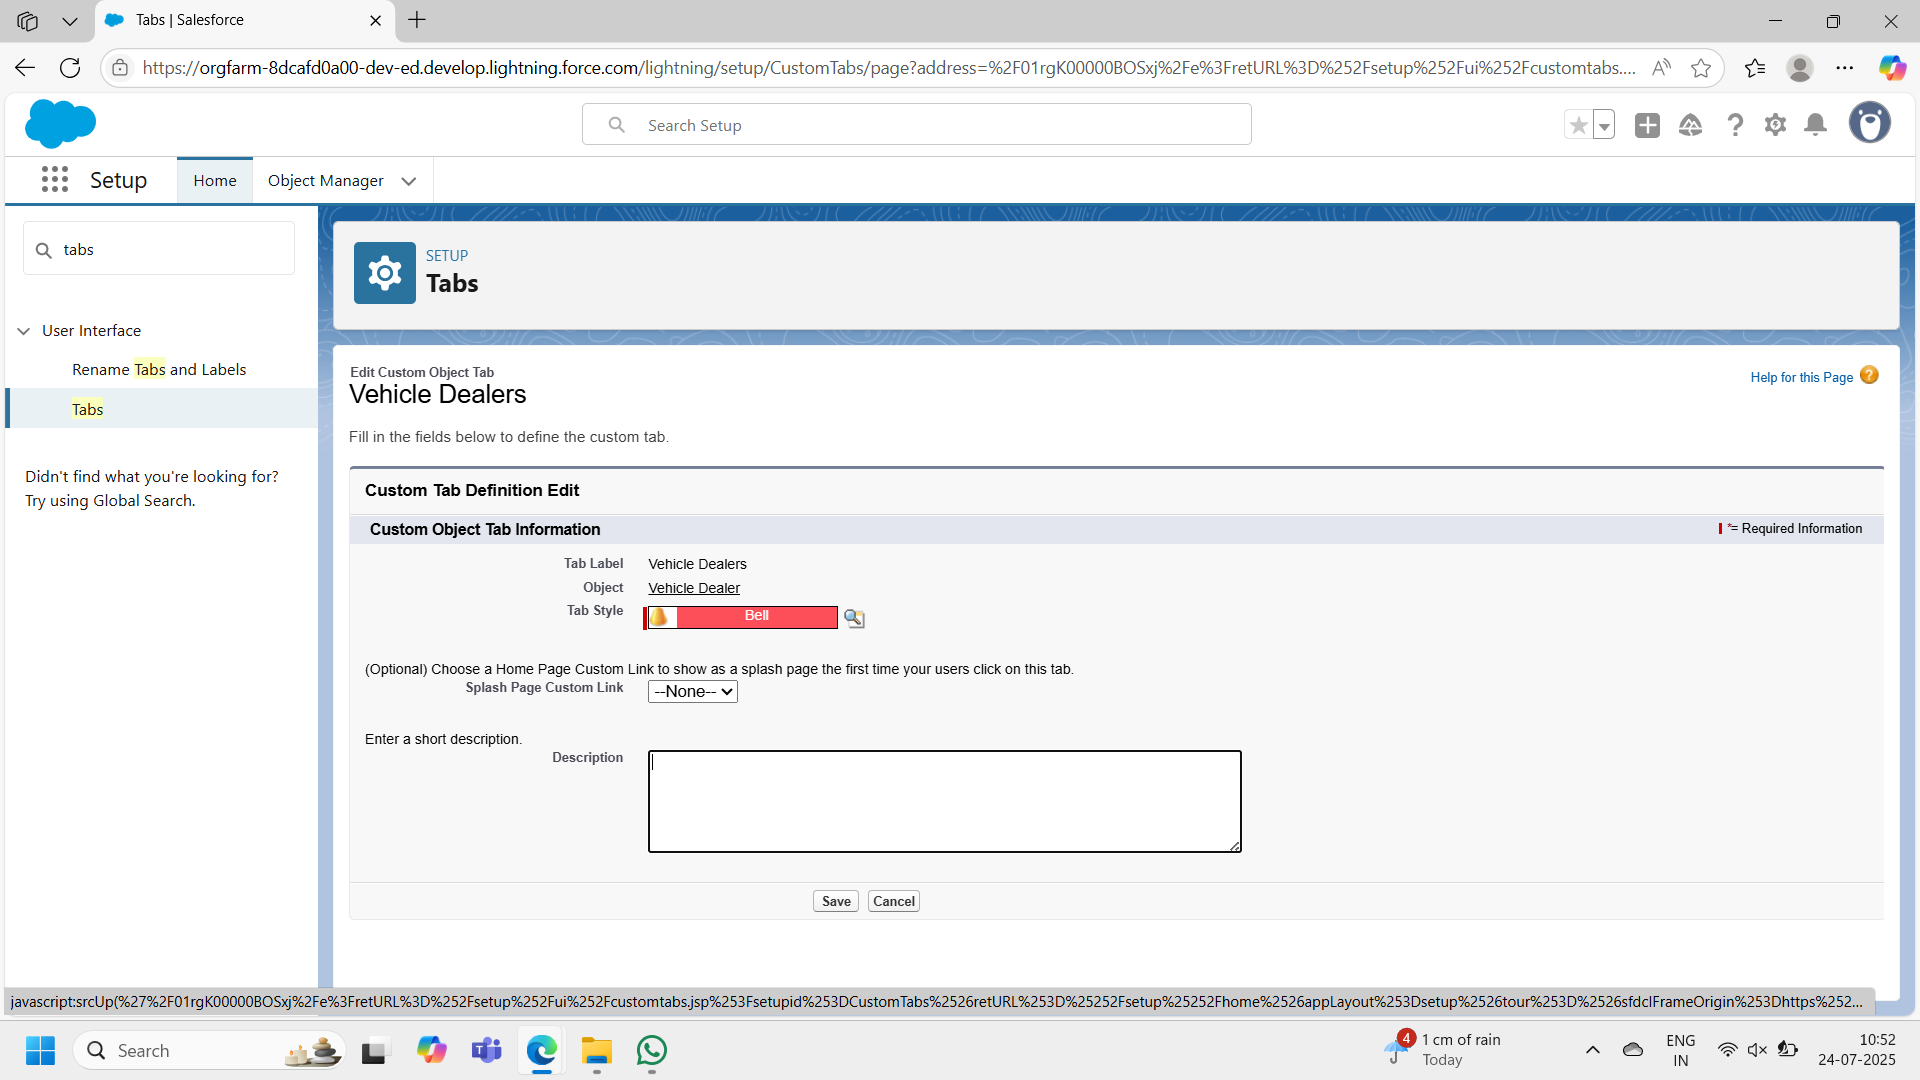 Tabs | Salesforce
https://orgfarm-8dcafd0a00-dev-ed.develop.lightning.force.com/lightning/setup/CustomTabs/page?address=%2F01rgK00000BOSxj%2Fe%3FretURL%3D%252Fsetup%252Fui%252Fcustomtabs....
Search Setup
Setup
Home
Object Manager
tabs
User Interface
Rename Tabs and Labels
Tabs
Didn't find what you're looking for?
Try using Global Search.
SETUP
Tabs
Edit Custom Object Tab
Vehicle Dealers
Help for this Page
Fill in the fields below to define the custom tab.
Custom Tab Definition Edit
Custom Object Tab Information
*= Required Information
Tab Label Vehicle Dealers
Object Vehicle Dealer
Tab Style Bell
(Optional) Choose a Home Page Custom Link to show as a splash page the first time your users click on this tab.
Splash Page Custom Link --None--
Enter a short description.
Description
Save Cancel
javascript:srcUp(%27%2F01rgK00000BOSxj%2Fe%3FretURL%3D%252Fsetup%252Fui%252Fcustomtabs.jsp%253Fsetupid%253DCustomTabs%2526retURL%253D%25252Fsetup%25252Fhome%2526appLayout%253Dsetup%2526tour%253D%2526sfdcIFrameOrigin%253Dhttps%252...
Search
4
1 cm of rain
Today
ENG
IN
10:52
24-07-2025